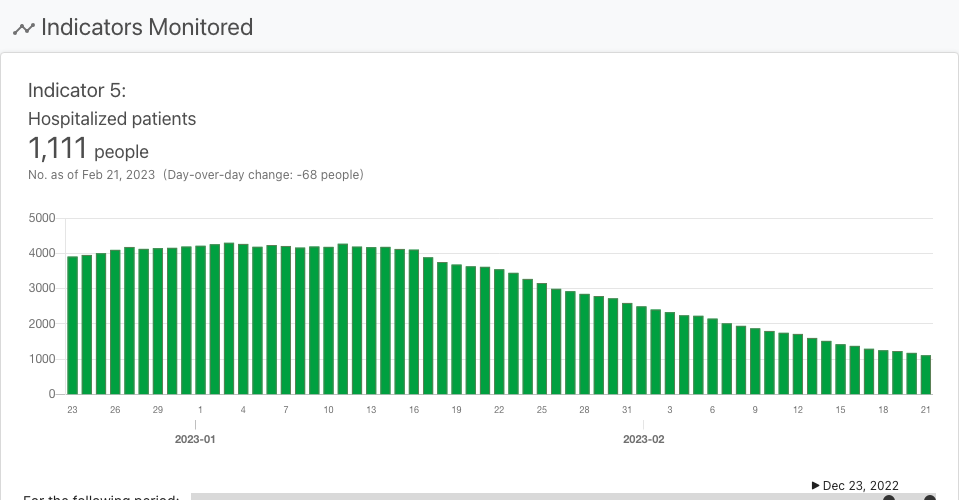 Indicators Monitored
Indicator 5:
Hospitalized patients
1,111 people
No. as of Feb 21, 2023 (Day-over-day change: -68 people)
5000
4000
3000
2000
1000
0
23 26 29 1 4 7 10 13 16 19 22 25 28 31 3 6 9 12 15 18 21
2023-01 2023-02
Dec 23, 2022
For the following period: